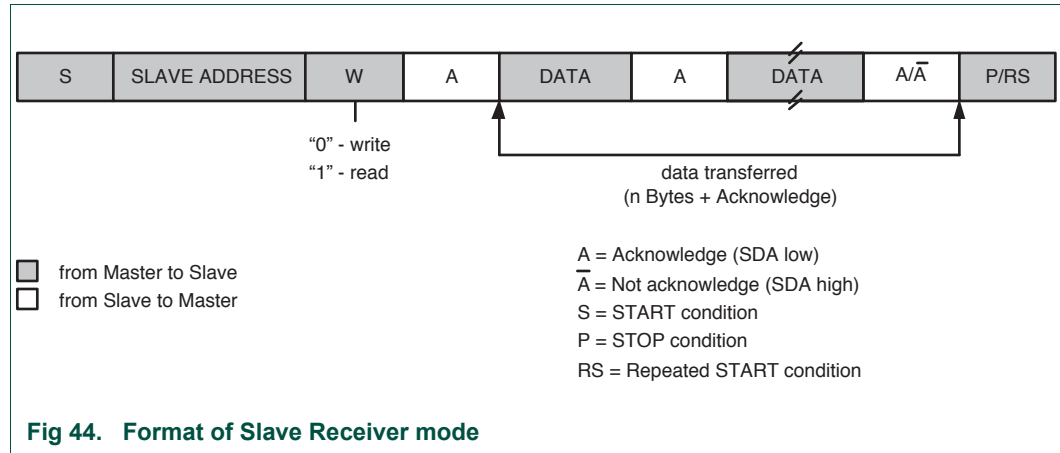 S SLAVE ADDRESS W A DATA A DATA A/A̅ P/RS
“0” - write
“1” - read
data transferred
(n Bytes + Acknowledge)
from Master to Slave
from Slave to Master
A = Acknowledge (SDA low)
A̅ = Not acknowledge (SDA high)
S = START condition
P = STOP condition
RS = Repeated START condition
Fig 44. Format of Slave Receiver mode